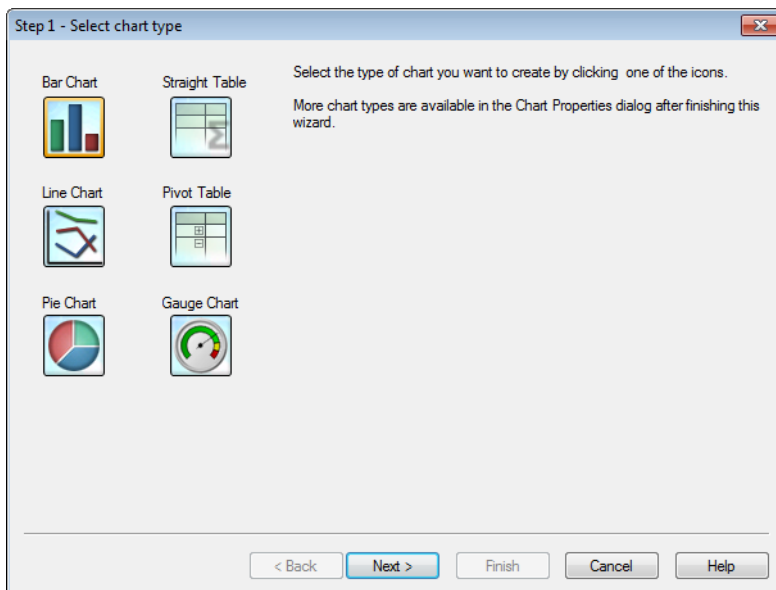 Step 1 - Select chart type
Bar Chart
Straight Table
Select the type of chart you want to create by clicking one of the icons.
More chart types are available in the Chart Properties dialog after finishing this
wizard.
Line Chart
Pivot Table
Pie Chart
Gauge Chart
< Back
Next >
Finish
Cancel
Help